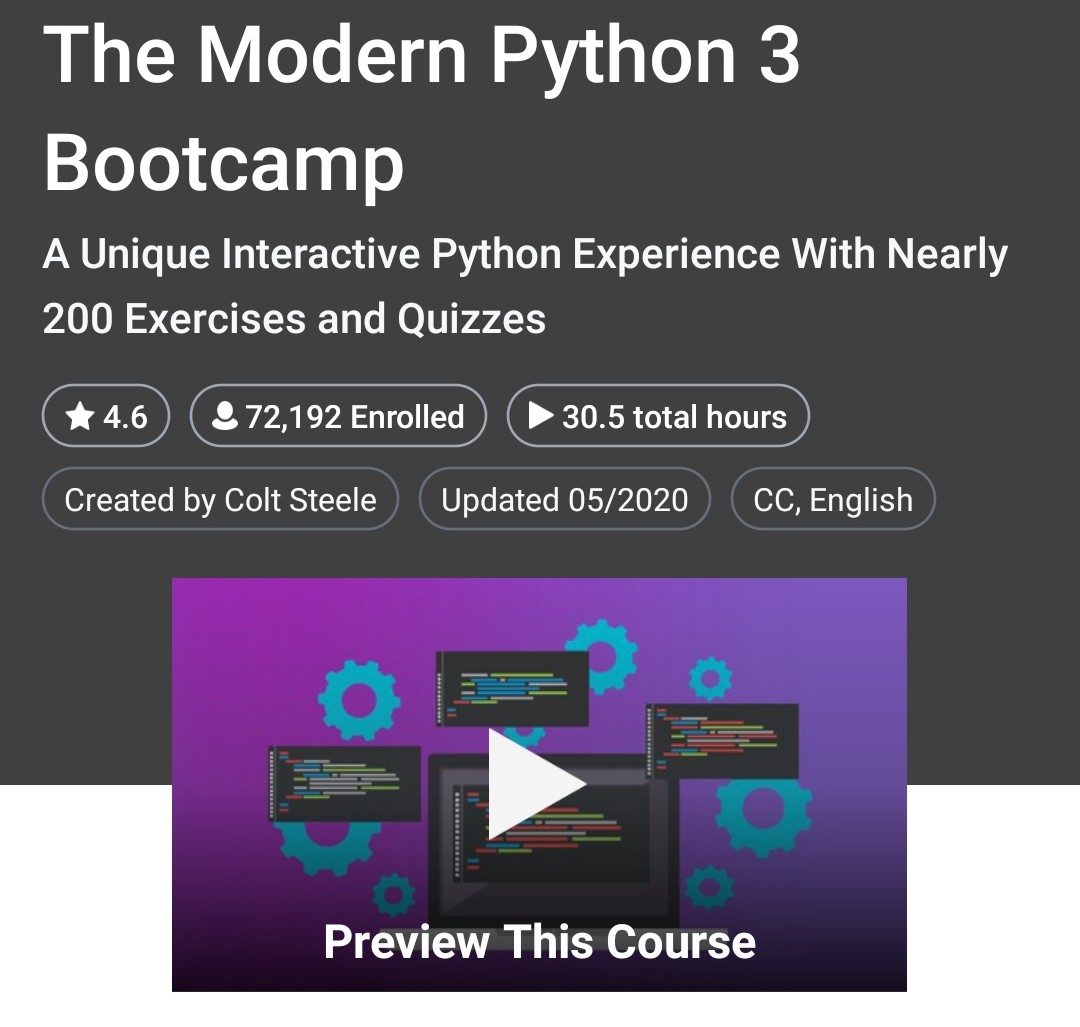 The Modern Python 3
Bootcamp
A Unique Interactive Python Experience With Nearly
200 Exercises and Quizzes
4.6
72,192 Enrolled
30.5 total hours
Created by Colt Steele
Updated 05/2020
CC, English
Preview This Course